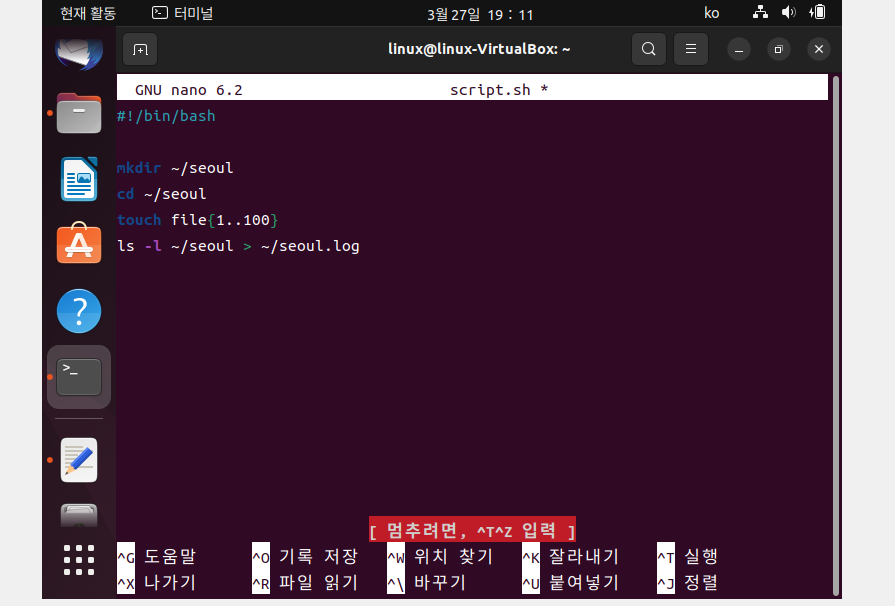 현재 활동 터미널 3월 27일 19 : 11 ko
linux@linux-VirtualBox: ~
GNU nano 6.2 script.sh *
#!/bin/bash
mkdir ~/seoul
cd ~/seoul
touch file{1..100}
ls -l ~/seoul > ~/seoul.log
[ 멈추려면, ^T^Z 입력 ]
^G 도움말 ^O 기록 저장 ^W 위치 찾기 ^K 잘라내기 ^T 실행
^X 나가기 ^R 파일 읽기 ^\ 바꾸기 ^U 붙여넣기 ^J 정렬